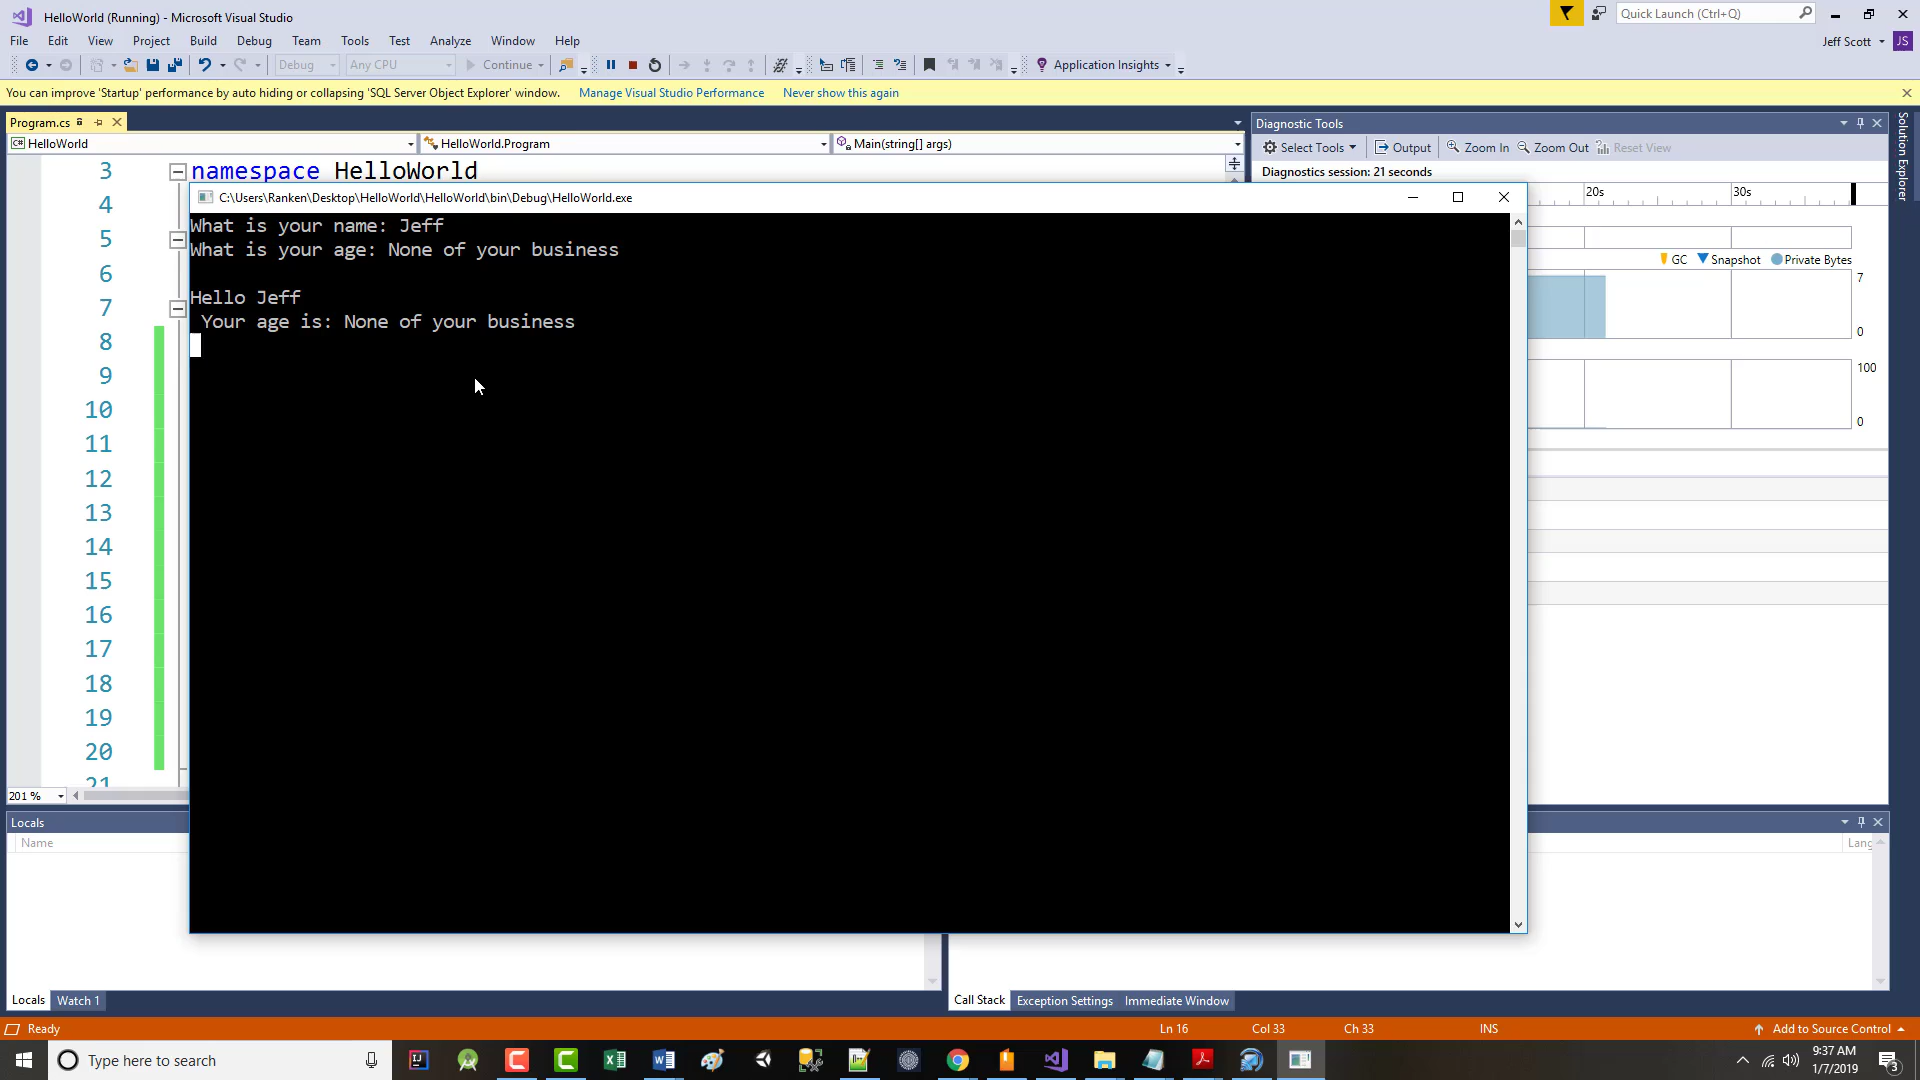 HelloWorld (Running) - Microsoft Visual Studio
Quick Launch (Ctrl+Q)
File Edit View Project Build Debug Team Tools Test Analyze Window Help
Jeff Scott JS
Debug Any CPU Continue Application Insights
You can improve 'Startup' performance by auto hiding or collapsing 'SQL Server Object Explorer' window. Manage Visual Studio Performance Never show this again
Program.cs
HelloWorld HelloWorld.Program Main(string[] args)
Diagnostic Tools
Select Tools Output Zoom In Zoom Out Reset View
Diagnostics session: 21 seconds
20s 30s
GC Snapshot Private Bytes
7
0
100
0
Solution Explorer
3 namespace HelloWorld
4
5
6
7
8
9
10
11
12
13
14
15
16
17
18
19
20
21
C:\Users\Ranken\Desktop\HelloWorld\HelloWorld\bin\Debug\HelloWorld.exe
What is your name: Jeff
What is your age: None of your business
Hello Jeff
Your age is: None of your business
201 %
Locals
Name
Lang
Locals Watch 1
Call Stack Exception Settings Immediate Window
Ready Ln 16 Col 33 Ch 33 INS Add to Source Control
Type here to search
9:37 AM
1/7/2019
3